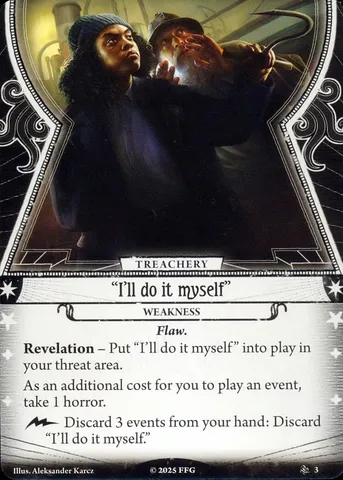 TREACHERY
“I’ll do it myself”
WEAKNESS
Flaw.
Revelation – Put “I’ll do it myself” into play in
your threat area.
As an additional cost for you to play an event,
take 1 horror.
Discard 3 events from your hand: Discard
“I’ll do it myself.”
Illus. Aleksander Karcz © 2025 FFG 3